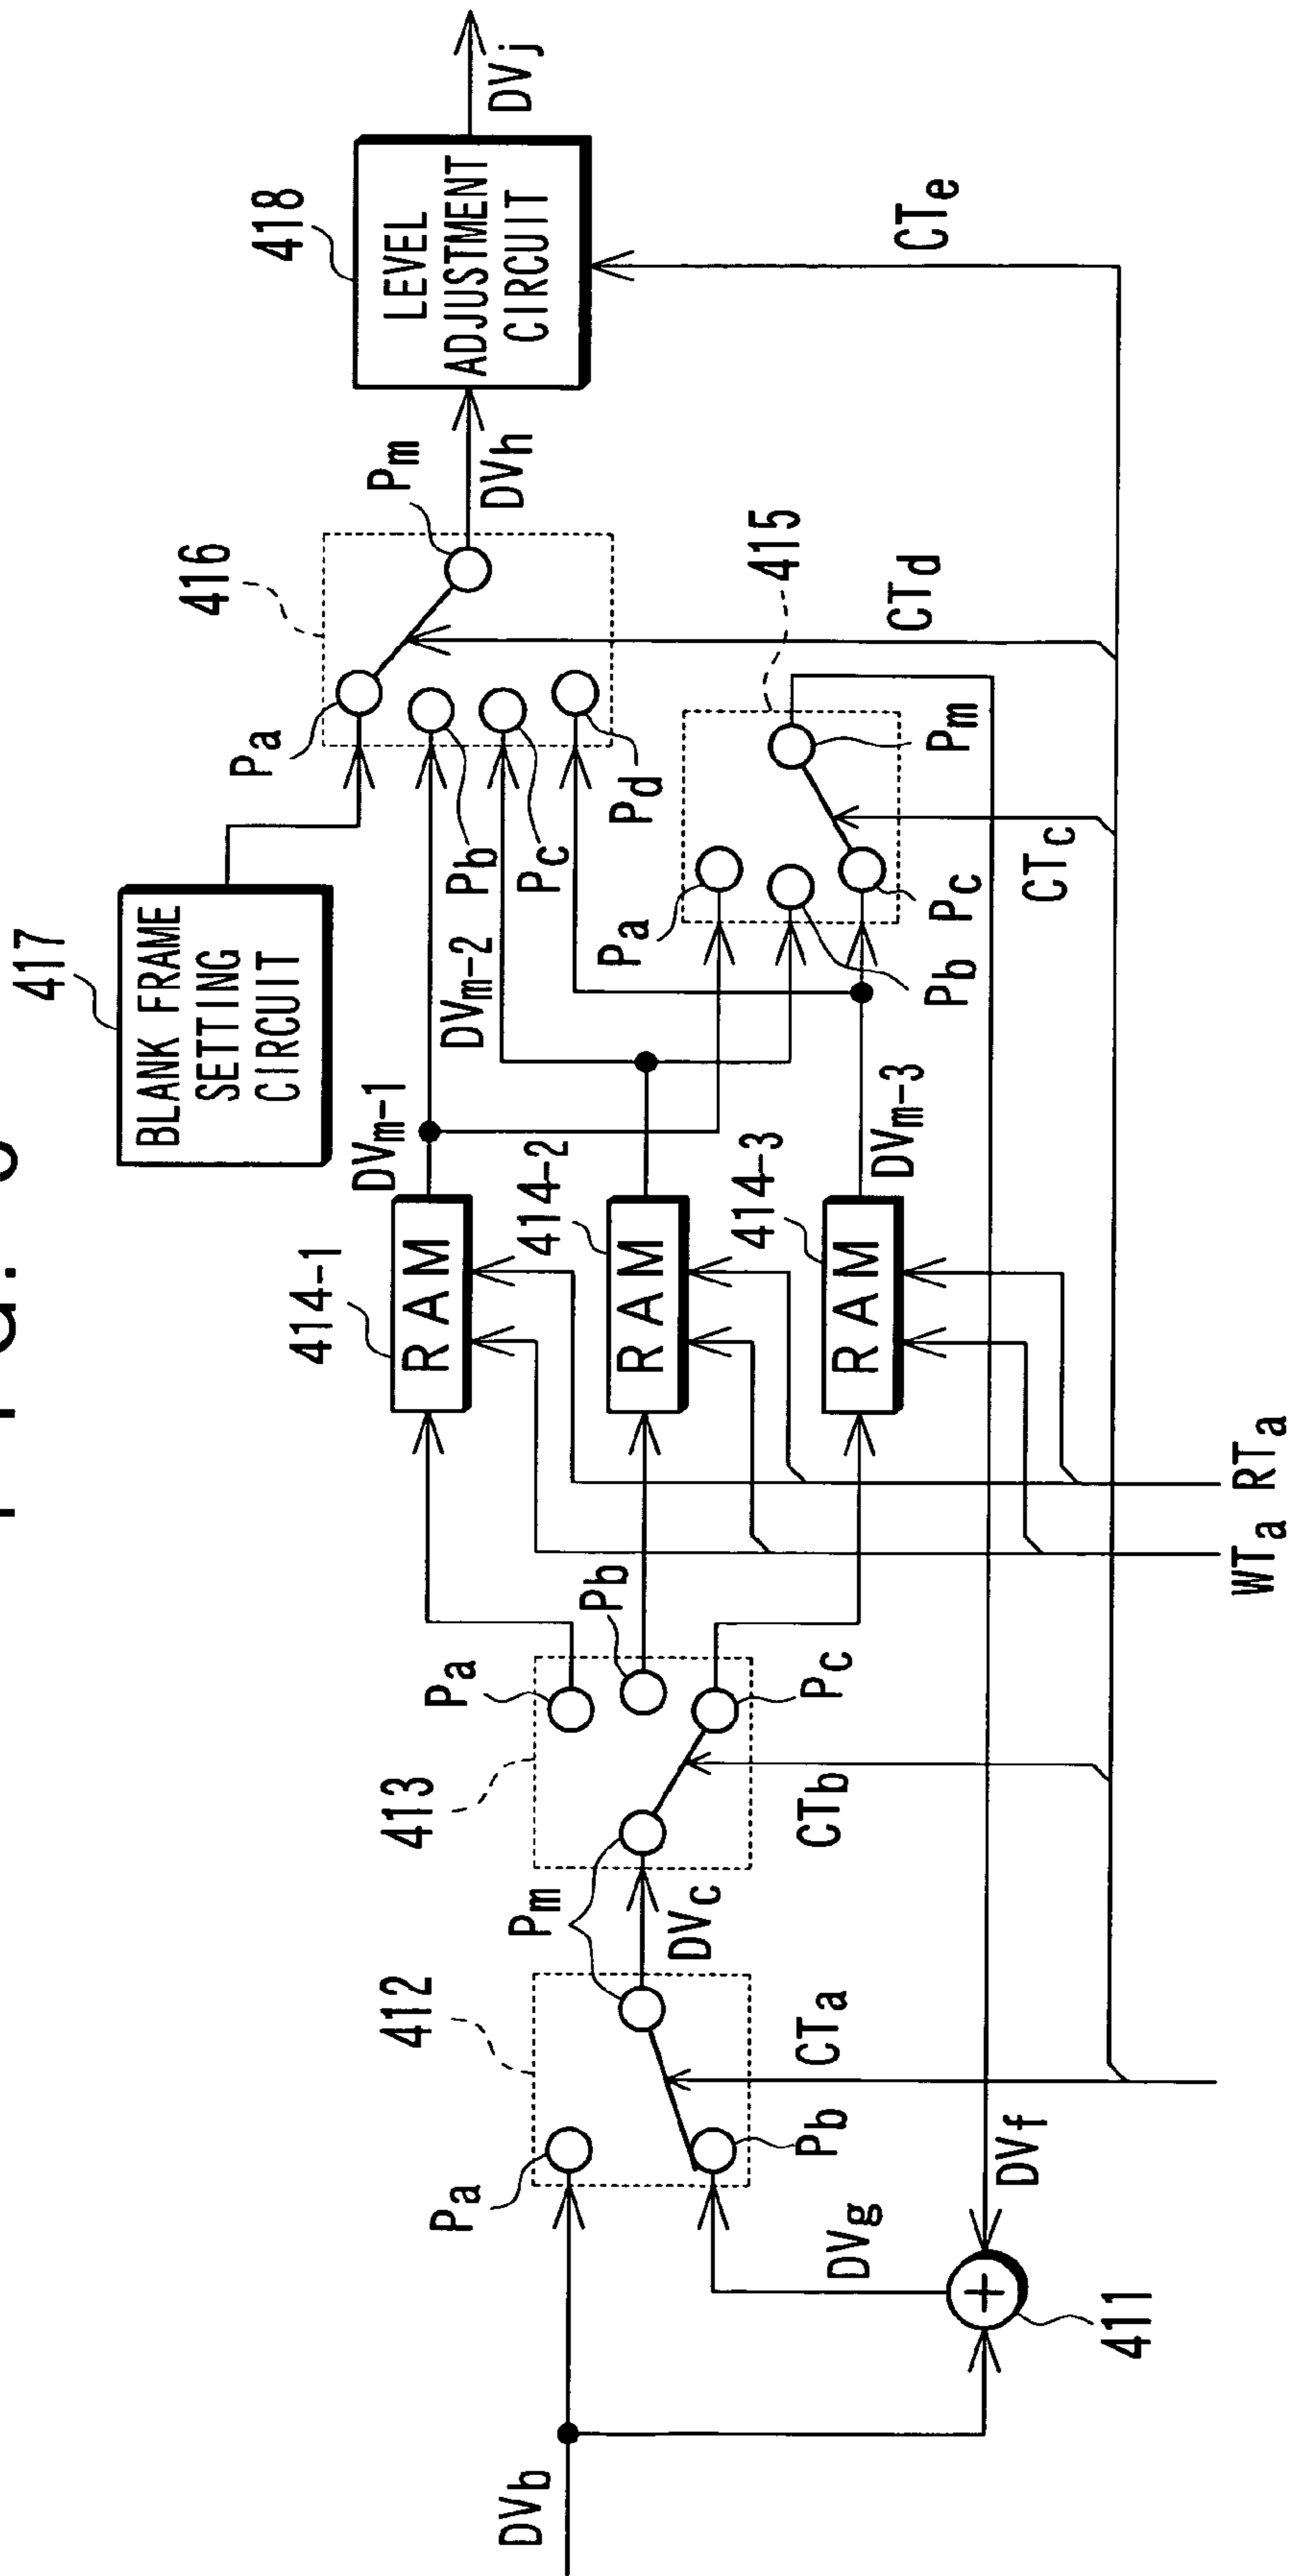 417
BLANK FRAME
SETTING
CIRCUIT
416
Pa
Pb
Pc
Pd
Pm
DVh
418
LEVEL
ADJUSTMENT
CIRCUIT
DVj
CTe
DVm-1
DVm-2
DVm-3
414-1
RAM
414-2
RAM
414-3
RAM
415
Pa
Pb
Pc
Pm
CTd
CTc
413
Pa
Pb
Pc
Pm
CTb
DVc
412
Pa
Pb
CTa
DVb
DVg
DVf
411
WTa
RTa